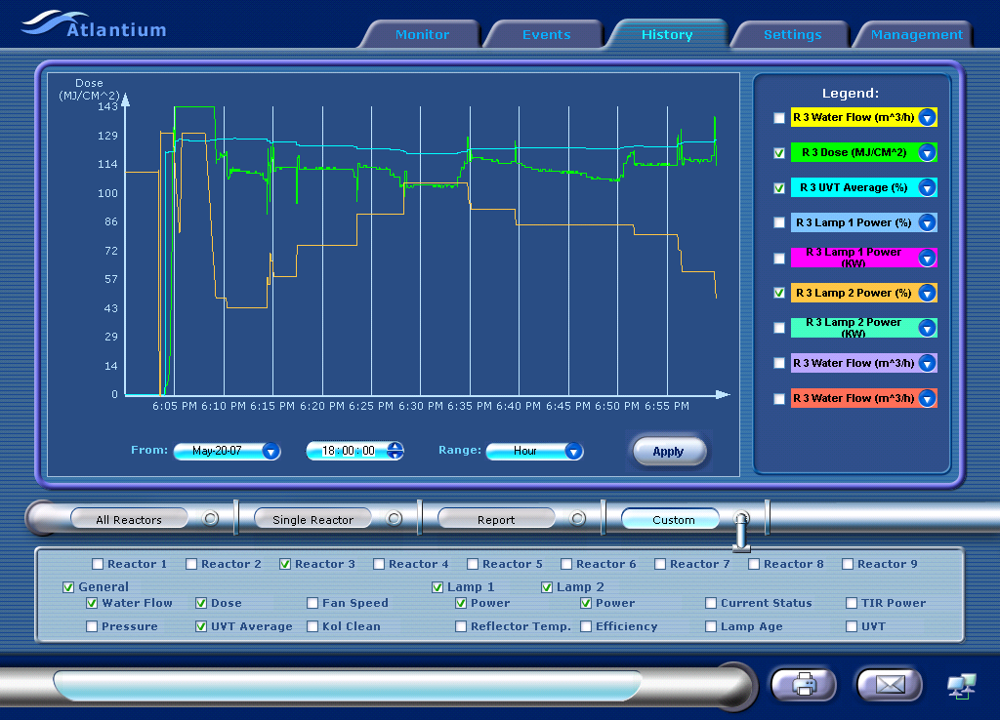 Atlantium
Monitor
Events
History
Settings
Management
Dose
(MJ/CM^2)
143
129
114
100
86
72
57
43
29
14
0
6:05 PM 6:10 PM 6:15 PM 6:20 PM 6:25 PM 6:30 PM 6:35 PM 6:40 PM 6:45 PM 6:50 PM 6:55 PM
From: May-20-07 18:00:00 Range: Hour Apply
Legend:
R 3 Water Flow (m^3/h)
R 3 Dose (MJ/CM^2)
R 3 UVT Average (%)
R 3 Lamp 1 Power (%)
R 3 Lamp 1 Power
(KW)
R 3 Lamp 2 Power (%)
R 3 Lamp 2 Power
(KW)
R 3 Water Flow (m^3/h)
R 3 Water Flow (m^3/h)
All Reactors
Single Reactor
Report
Custom
Reactor 1 Reactor 2 Reactor 3 Reactor 4 Reactor 5 Reactor 6 Reactor 7 Reactor 8 Reactor 9
General Lamp 1 Lamp 2
Water Flow Dose Fan Speed Power Power Current Status TIR Power
Pressure UVT Average Kol Clean Reflector Temp. Efficiency Lamp Age UVT